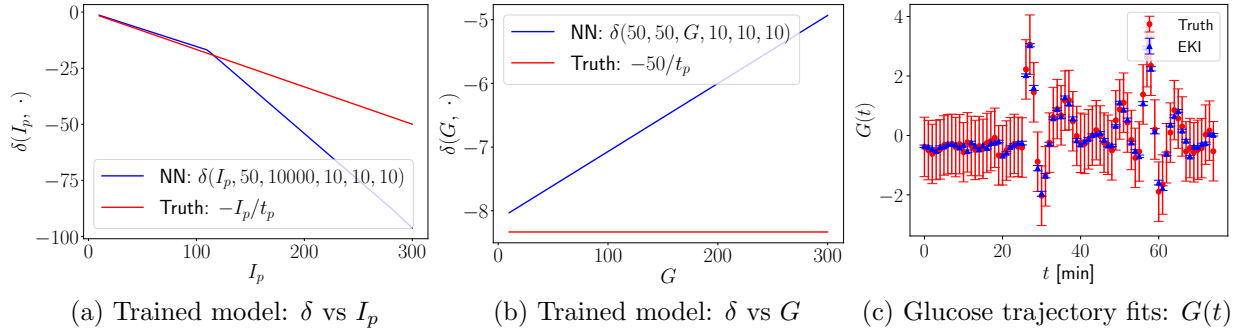 0
−25
−50
−75
−100
δ(I_p, ·)
NN: δ(I_p, 50, 10000, 10, 10, 10)
Truth: −I_p/t_p
0 100 200 300
I_p
(a) Trained model: δ vs I_p
−5
−6
−7
−8
δ(G, ·)
NN: δ(50, 50, G, 10, 10, 10)
Truth: −50/t_p
0 100 200 300
G
(b) Trained model: δ vs G
4
2
0
−2
G(t)
Truth
EKI
0 20 40 60
t [min]
(c) Glucose trajectory fits: G(t)